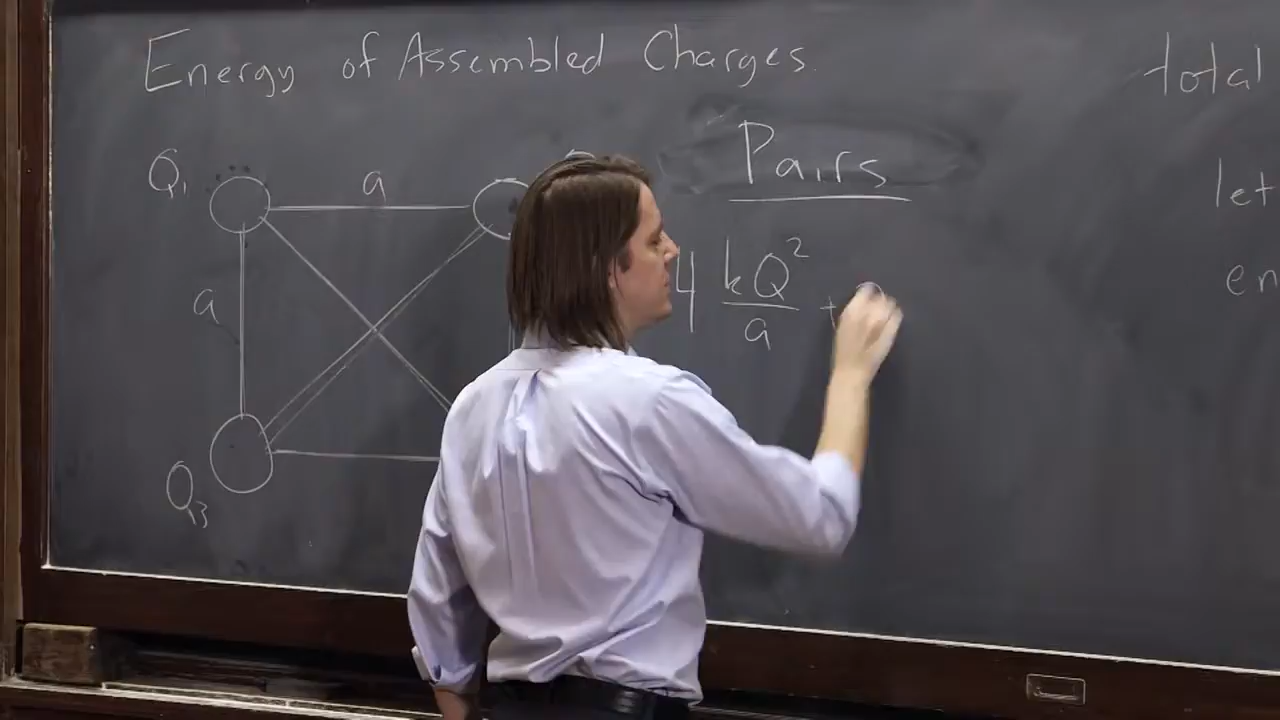 Energy of Assembled Charges
total
Pairs
Q1
a
let
4 kQ²/a +
a
en
Q3